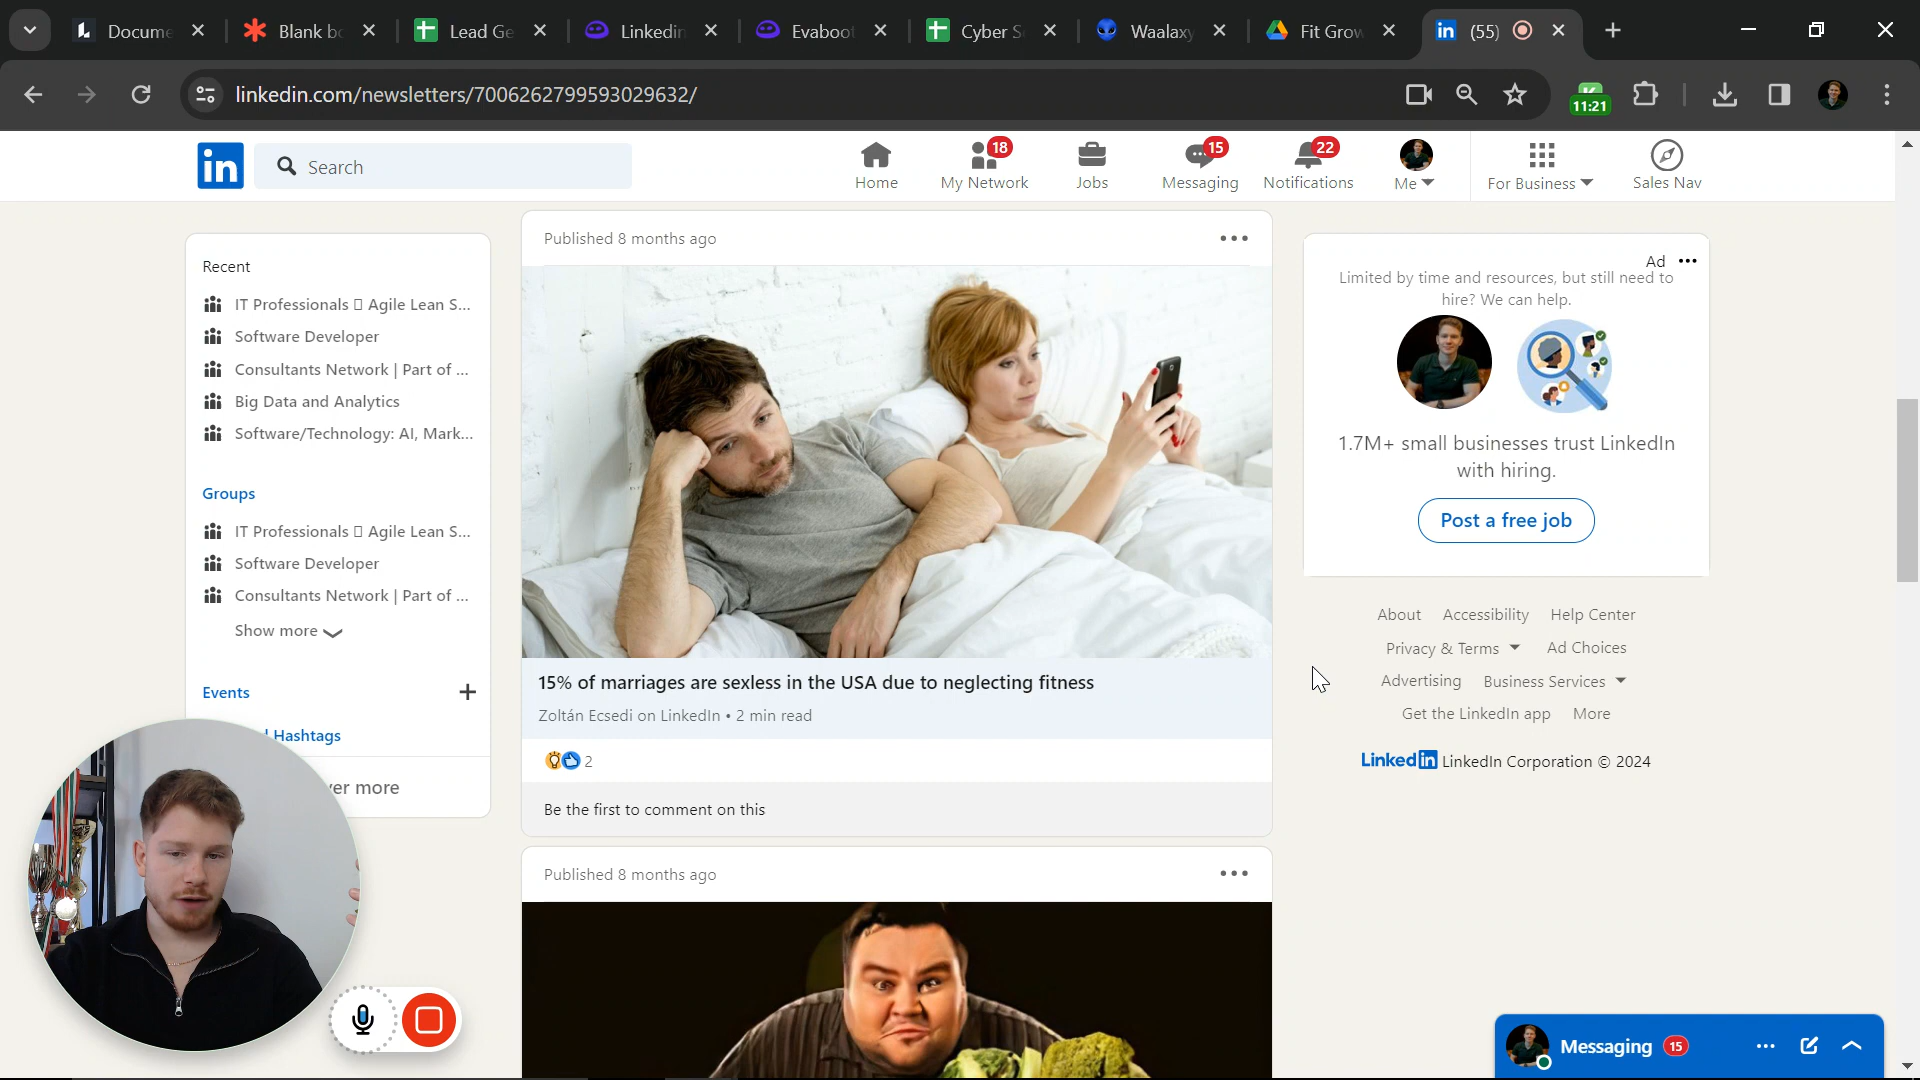 Docume
Blank bo
Lead Ge
Linkedin
Evaboot
Cyber S
Waalaxy
Fit Grow
in (55)
linkedin.com/newsletters/7006262799593029632/
11:21
in
Search
Home
18
My Network
Jobs
15
Messaging
22
Notifications
Me
For Business
Sales Nav
Recent
IT Professionals ▯ Agile Lean S...
Software Developer
Consultants Network | Part of ...
Big Data and Analytics
Software/Technology: AI, Mark...
Groups
IT Professionals ▯ Agile Lean S...
Software Developer
Consultants Network | Part of ...
Show more
Events
Hashtags
ver more
Published 8 months ago
15% of marriages are sexless in the USA due to neglecting fitness
Zoltán Ecsedi on LinkedIn • 2 min read
2
Be the first to comment on this
Published 8 months ago
Ad
Limited by time and resources, but still need to
hire? We can help.
1.7M+ small businesses trust LinkedIn
with hiring.
Post a free job
About Accessibility Help Center
Privacy & Terms Ad Choices
Advertising Business Services
Get the LinkedIn app More
LinkedIn LinkedIn Corporation © 2024
Messaging 15